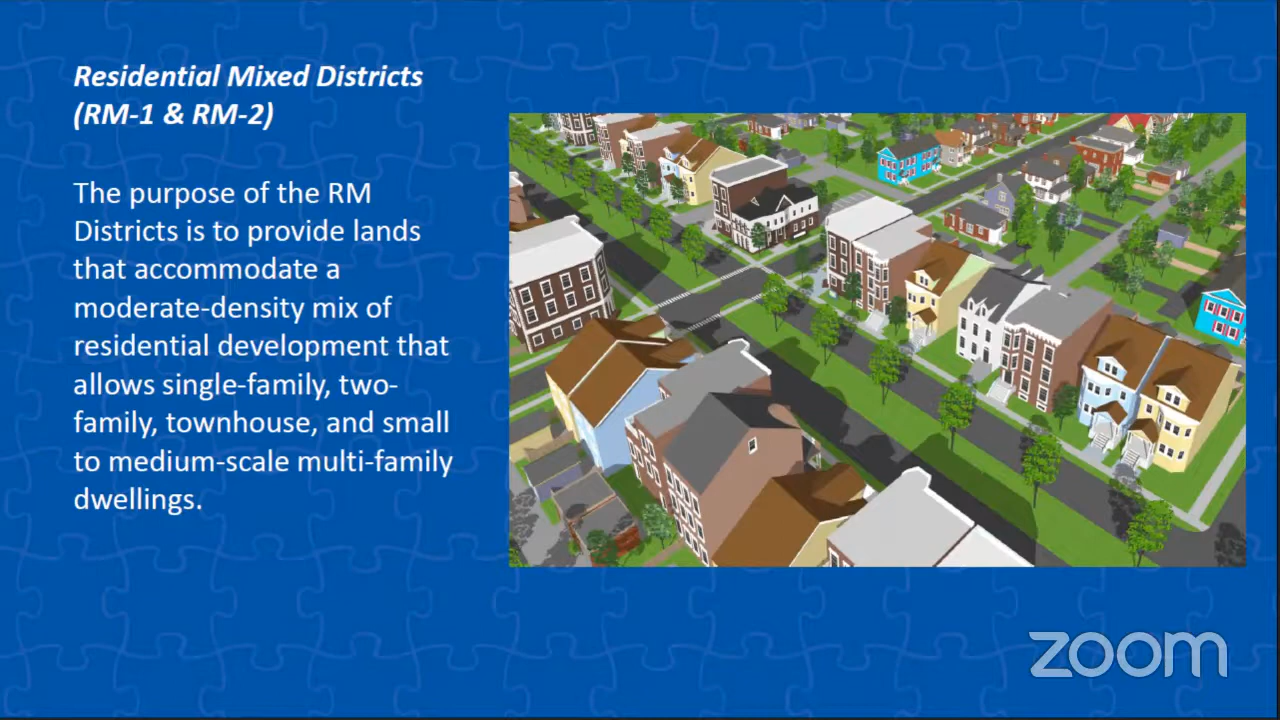 Residential Mixed Districts
(RM-1 & RM-2)
The purpose of the RM
Districts is to provide lands
that accommodate a
moderate-density mix of
residential development that
allows single-family, two-
family, townhouse, and small
to medium-scale multi-family
dwellings.
zoom